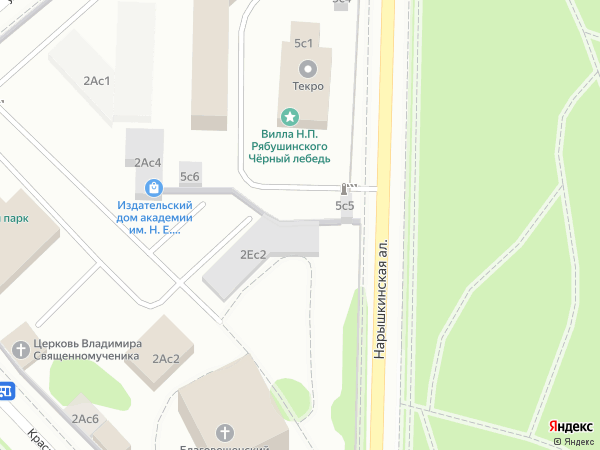 5с4
5с1
Текро
2Ас1
Вилла Н.П.
Рябушинского
Чёрный лебедь
2Ас4
5с6
Издательский
дом академии
им. Н. Е....
5с5
й парк
2Ес2
Нарышкинская ал.
Церковь Владимира
Священномученика
2Ас2
2Ас6
Крас
Благовещенский
Яндекс
© Яндекс